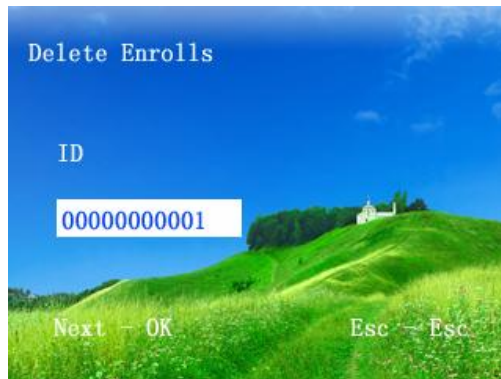 Delete Enrolls
ID
00000000001
Next - OK
Esc - Esc